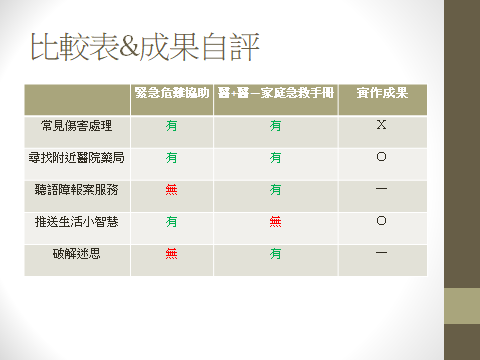 比較表&成果自評
緊急危難協助 醫+醫一家庭急救手冊 實作成果
常見傷害處理 有 有 X
尋找附近醫院藥局 有 有 O
聽語障報案服務 無 有 —
推送生活小智慧 有 無 O
破解迷思 無 有 —